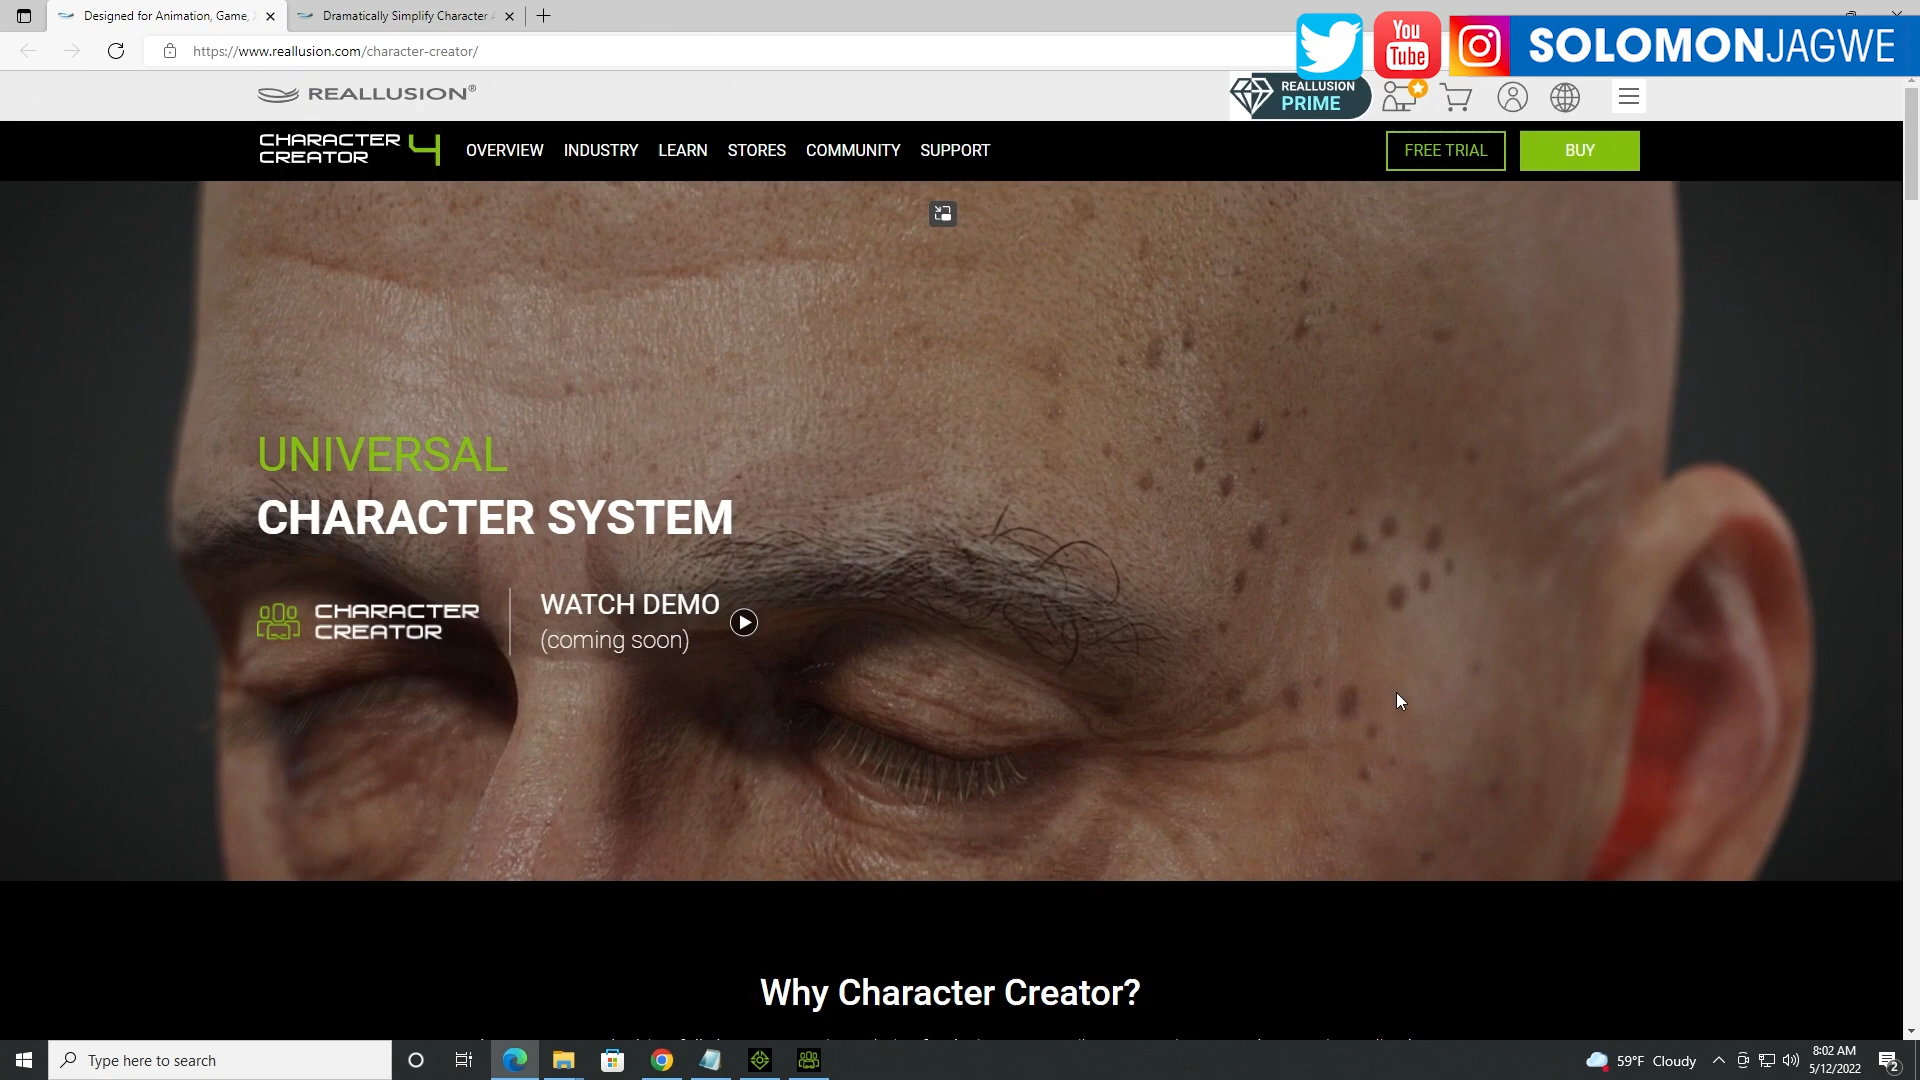 Designed for Animation, Game,
Dramatically Simplify Character
https://www.reallusion.com/character-creator/
You
Tube
SOLOMONJAGWE
REALLUSION®
REALLUSION
PRIME
CHARACTER
CREATOR 4
OVERVIEW INDUSTRY LEARN STORES COMMUNITY SUPPORT
FREE TRIAL
BUY
UNIVERSAL
CHARACTER SYSTEM
CHARACTER
CREATOR
WATCH DEMO
(coming soon)
Why Character Creator?
Type here to search
59°F Cloudy
8:02 AM
5/12/2022
2